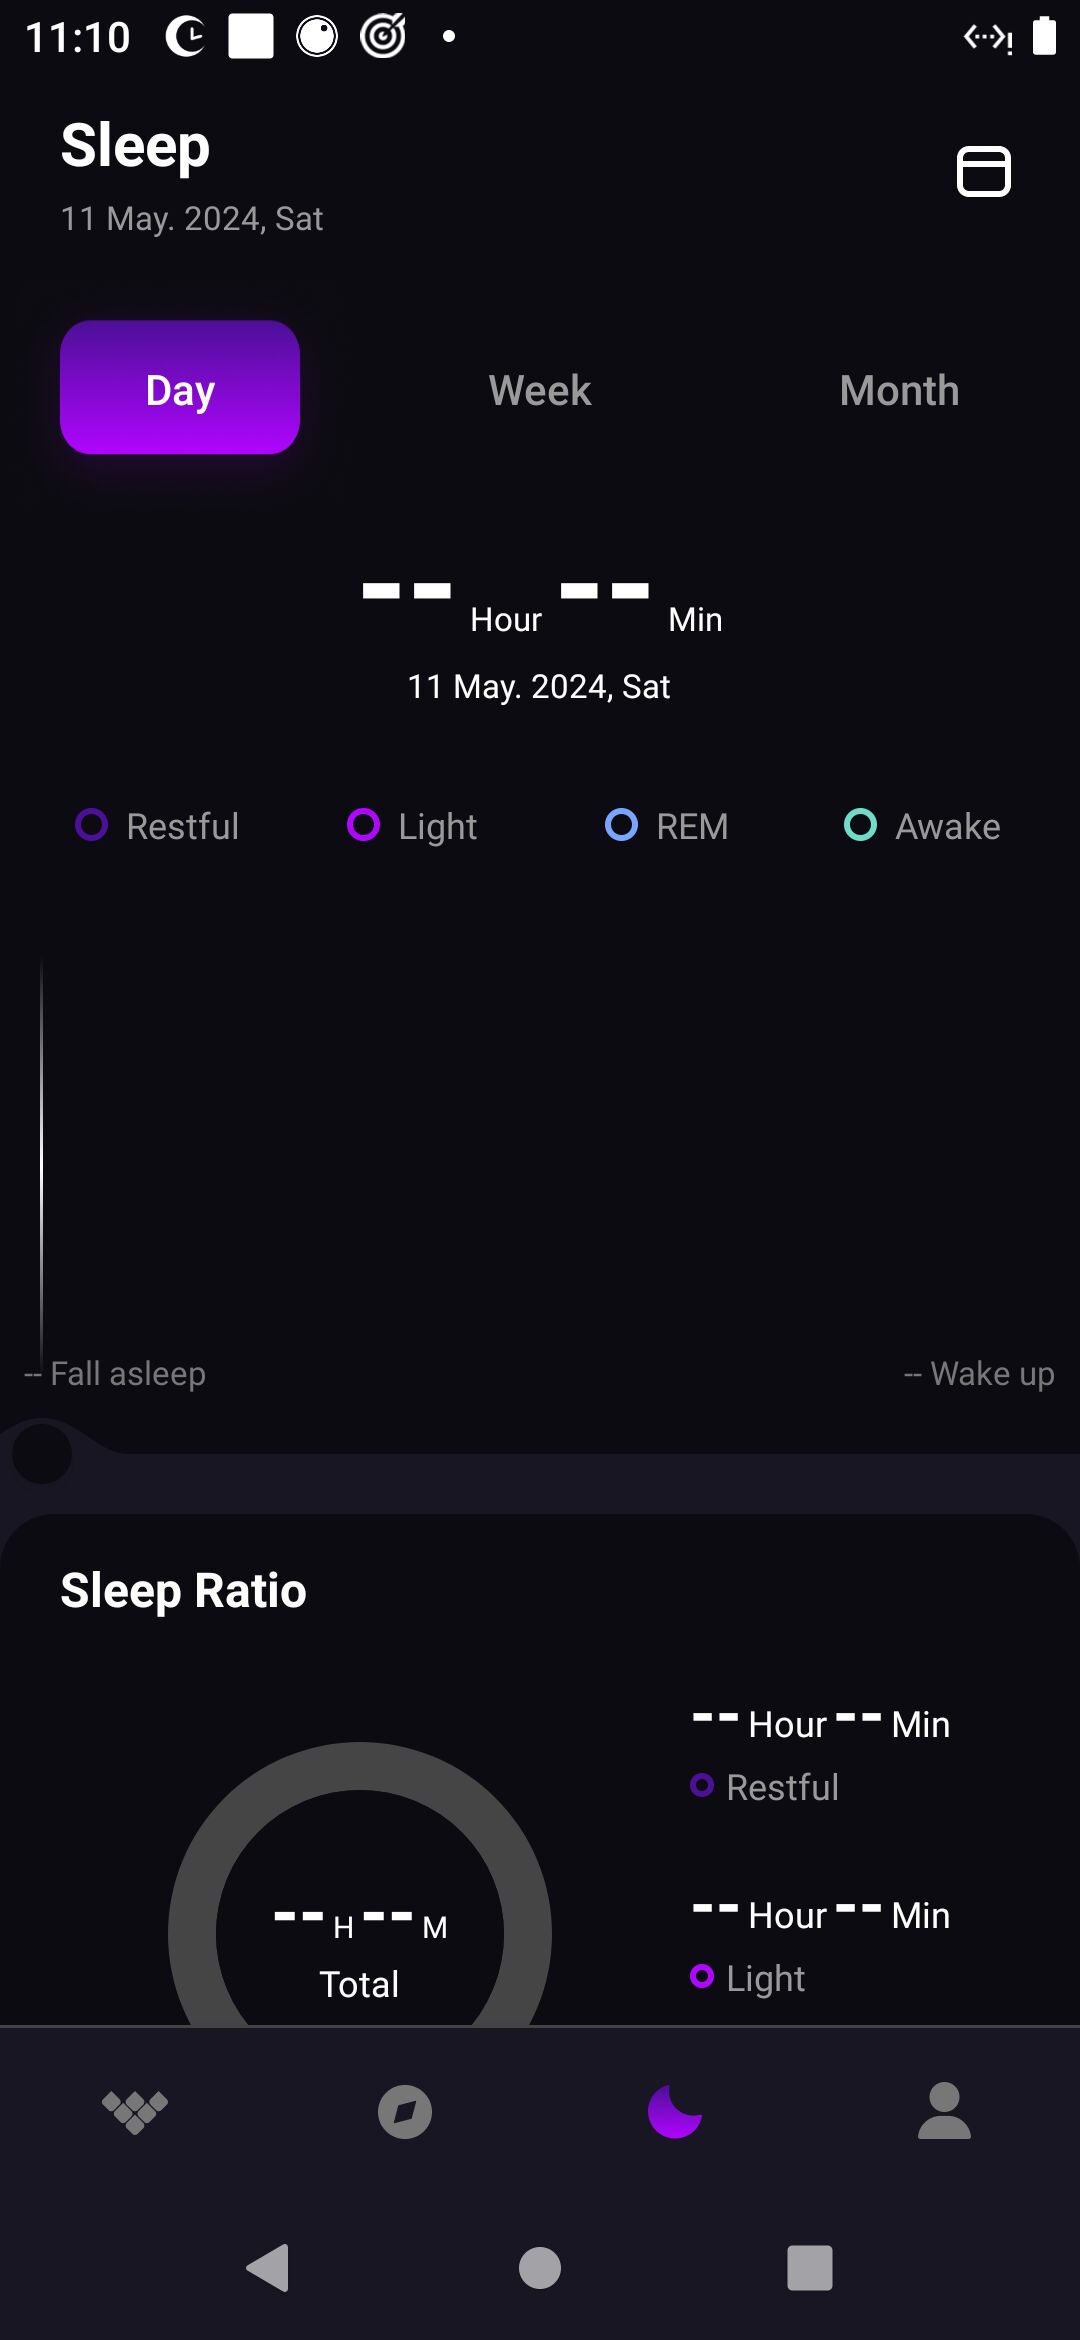 11:10
Sleep
11 May. 2024, Sat
Day Week Month
-- Hour -- Min
11 May. 2024, Sat
Restful Light REM Awake
-- Fall asleep -- Wake up
Sleep Ratio
-- Hour -- Min
Restful
-- H -- M
Total
-- Hour -- Min
Light